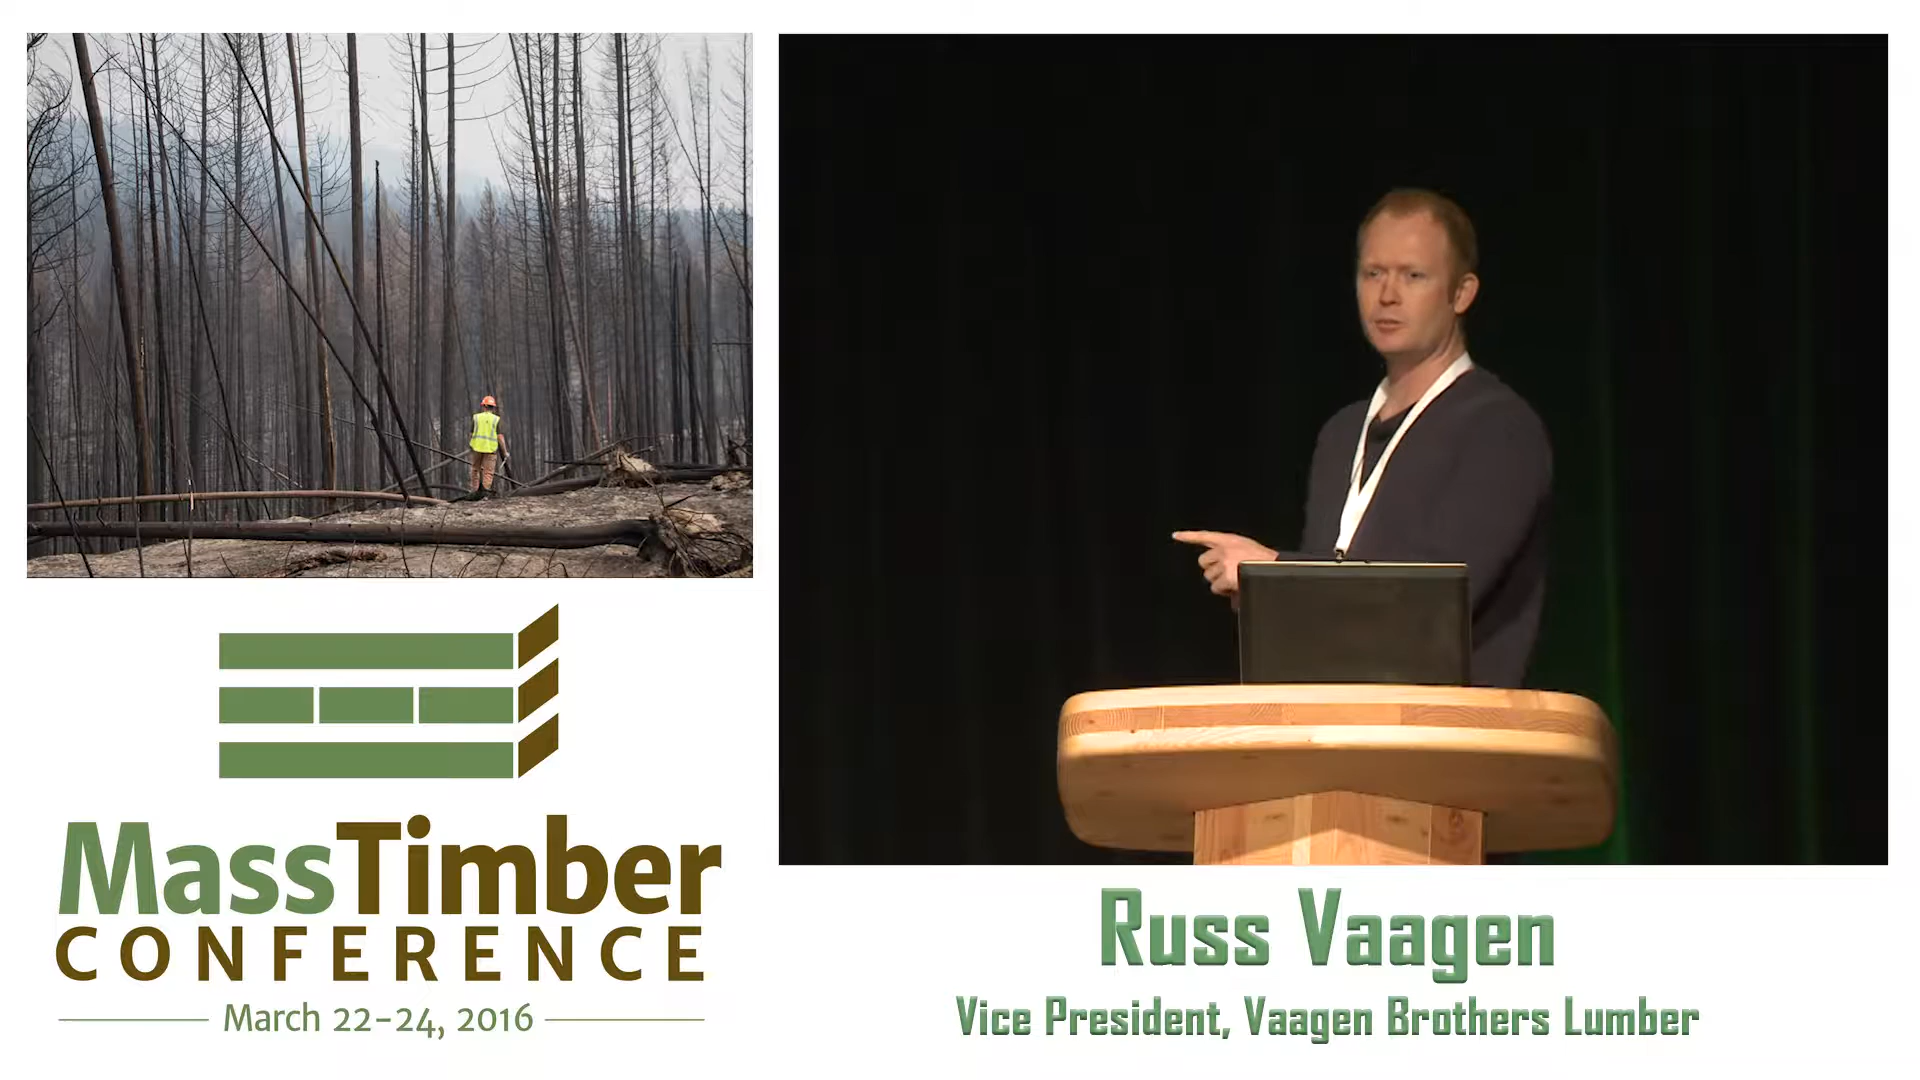 MassTimber
CONFERENCE
March 22-24, 2016
Russ Vaagen
Vice President, Vaagen Brothers Lumber